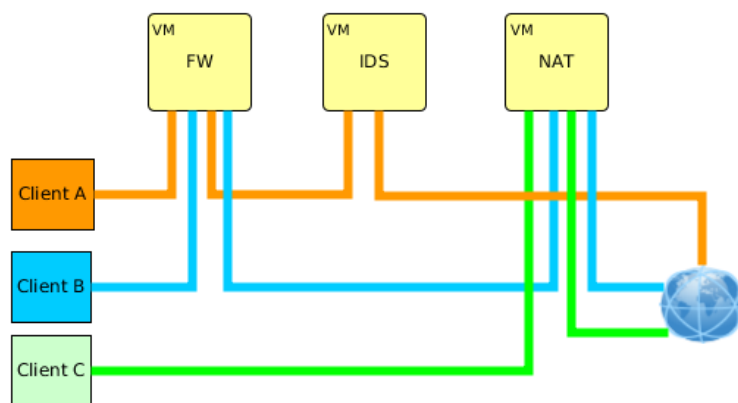 VM
FW
VM
IDS
VM
NAT
Client A
Client B
Client C